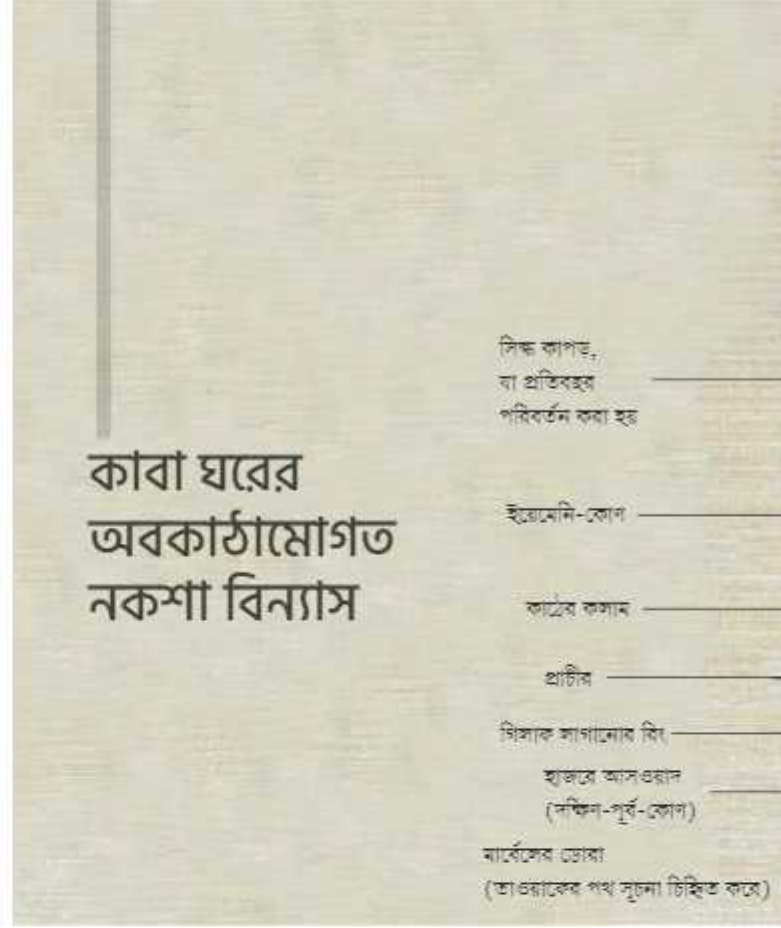 কাবা ঘরের
অবকাঠামোগত
নকশা বিন্যাস
সিল্ক কাপড়,
যা প্রতিবছর
পরিবর্তন করা হয়
ইয়েমেনি-কোণ
কাঠের কলাম
প্রাচীর
গিলাফ লাগানোর রিং
হাজরে আসওয়াদ
(দক্ষিণ-পূর্ব-কোণ)
মার্বেলের ডোরা
(তাওয়াফের পথ সূচনা চিহ্নিত করে)